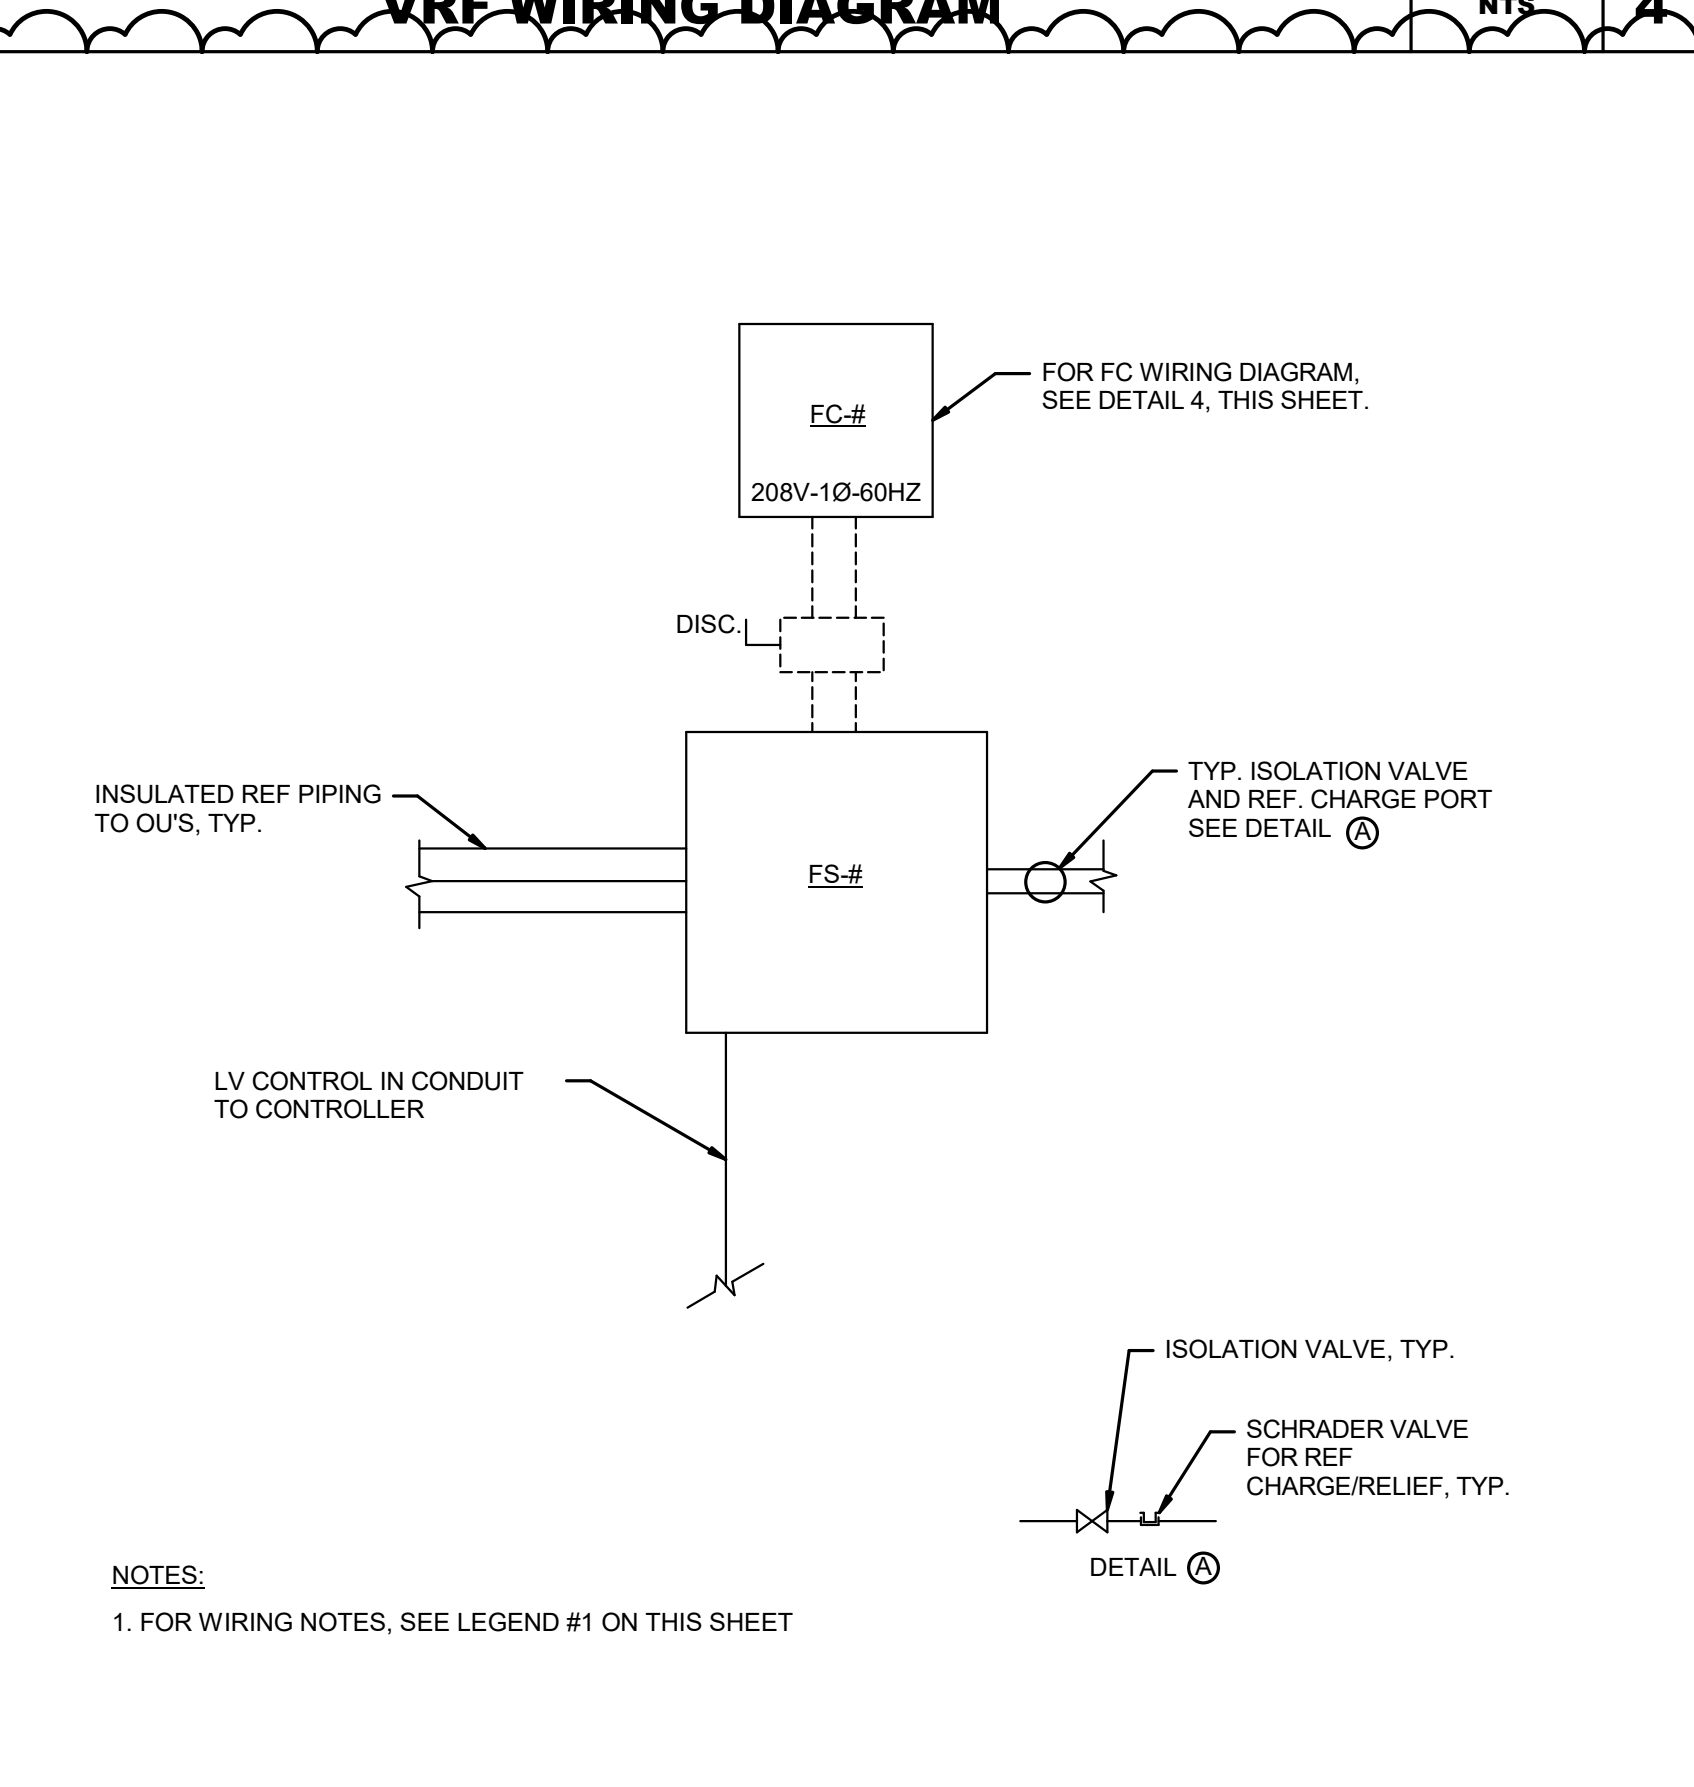 VRF WIRING DIAGRAM
NTS
4
FC-#
208V-1Ø-60HZ
FOR FC WIRING DIAGRAM,
SEE DETAIL 4, THIS SHEET.
DISC.
INSULATED REF PIPING
TO OU'S, TYP.
TYP. ISOLATION VALVE
AND REF. CHARGE PORT
SEE DETAIL A
FS-#
LV CONTROL IN CONDUIT
TO CONTROLLER
ISOLATION VALVE, TYP.
SCHRADER VALVE
FOR REF
CHARGE/RELIEF, TYP.
DETAIL A
NOTES:
1. FOR WIRING NOTES, SEE LEGEND #1 ON THIS SHEET